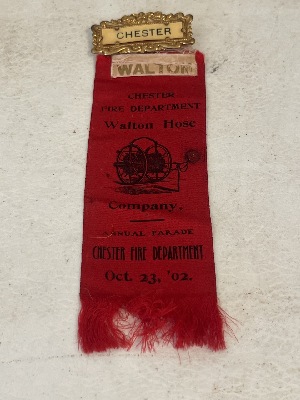 CHESTER
WALTON
CHESTER
FIRE DEPARTMENT
Walton Hose
Company.
ANNUAL PARADE
CHESTER FIRE DEPARTMENT
Oct. 23, '02.